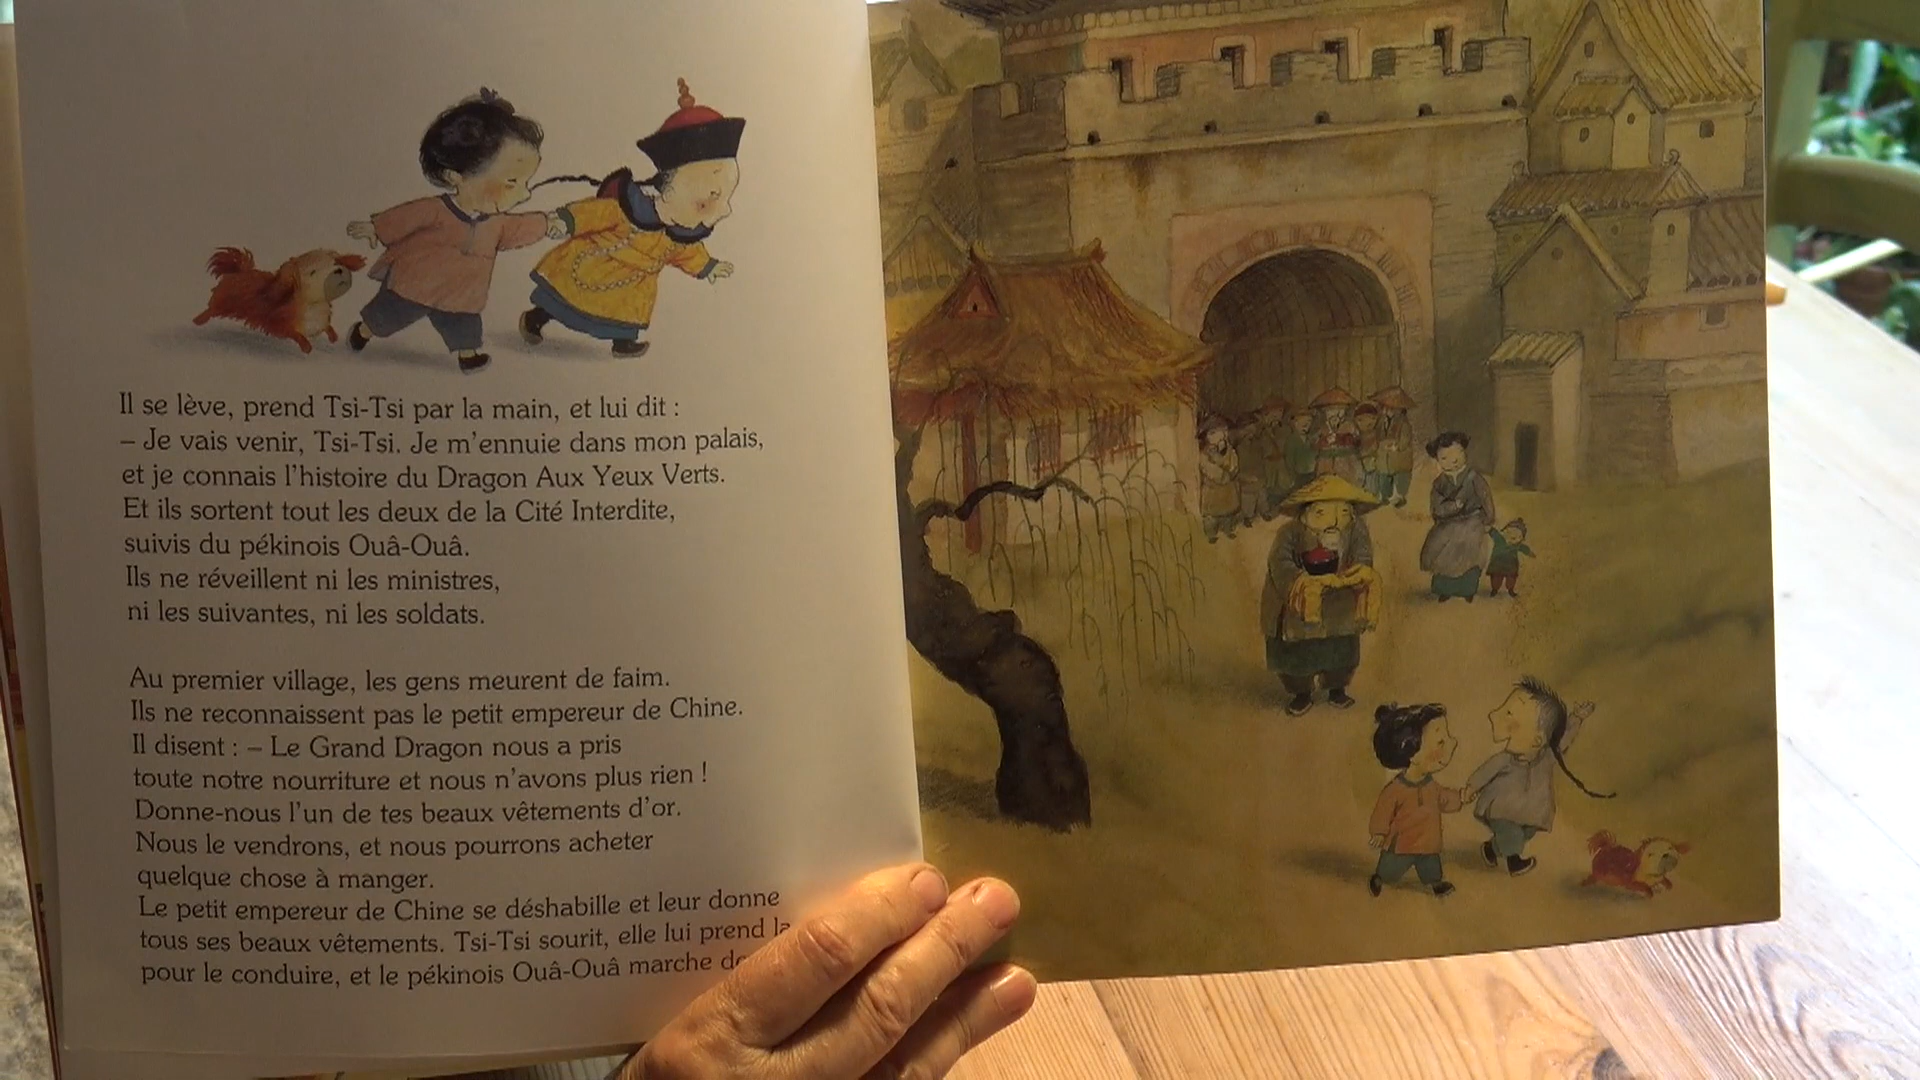 Il se lève, prend Tsi-Tsi par la main, et lui dit :
– Je vais venir, Tsi-Tsi. Je m'ennuie dans mon palais,
et je connais l'histoire du Dragon Aux Yeux Verts.
Et ils sortent tout les deux de la Cité Interdite,
suivis du pékinois Ouâ-Ouâ.
Ils ne réveillent ni les ministres,
ni les suivantes, ni les soldats.
Au premier village, les gens meurent de faim.
Ils ne reconnaissent pas le petit empereur de Chine.
Il disent : – Le Grand Dragon nous a pris
toute notre nourriture et nous n'avons plus rien !
Donne-nous l'un de tes beaux vêtements d'or.
Nous le vendrons, et nous pourrons acheter
quelque chose à manger.
Le petit empereur de Chine se déshabille et leur donne
tous ses beaux vêtements. Tsi-Tsi sourit, elle lui prend la
pour le conduire, et le pékinois Ouâ-Ouâ marche